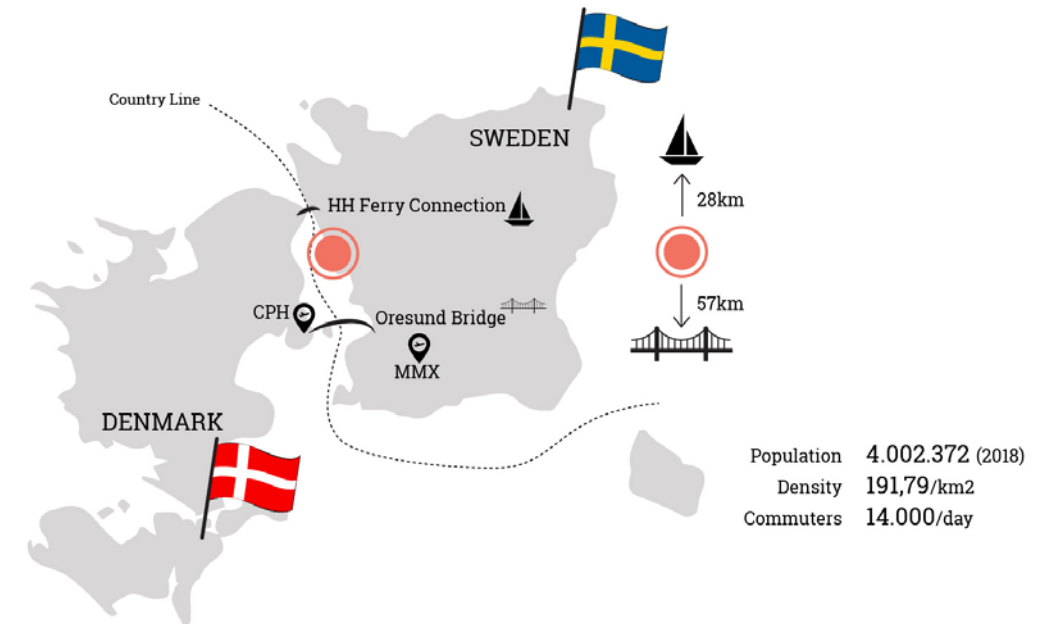 Country Line
SWEDEN
HH Ferry Connection
28km
CPH
Oresund Bridge
57km
MMX
DENMARK
Population 4.002.372 (2018)
Density 191,79/km2
Commuters 14.000/day